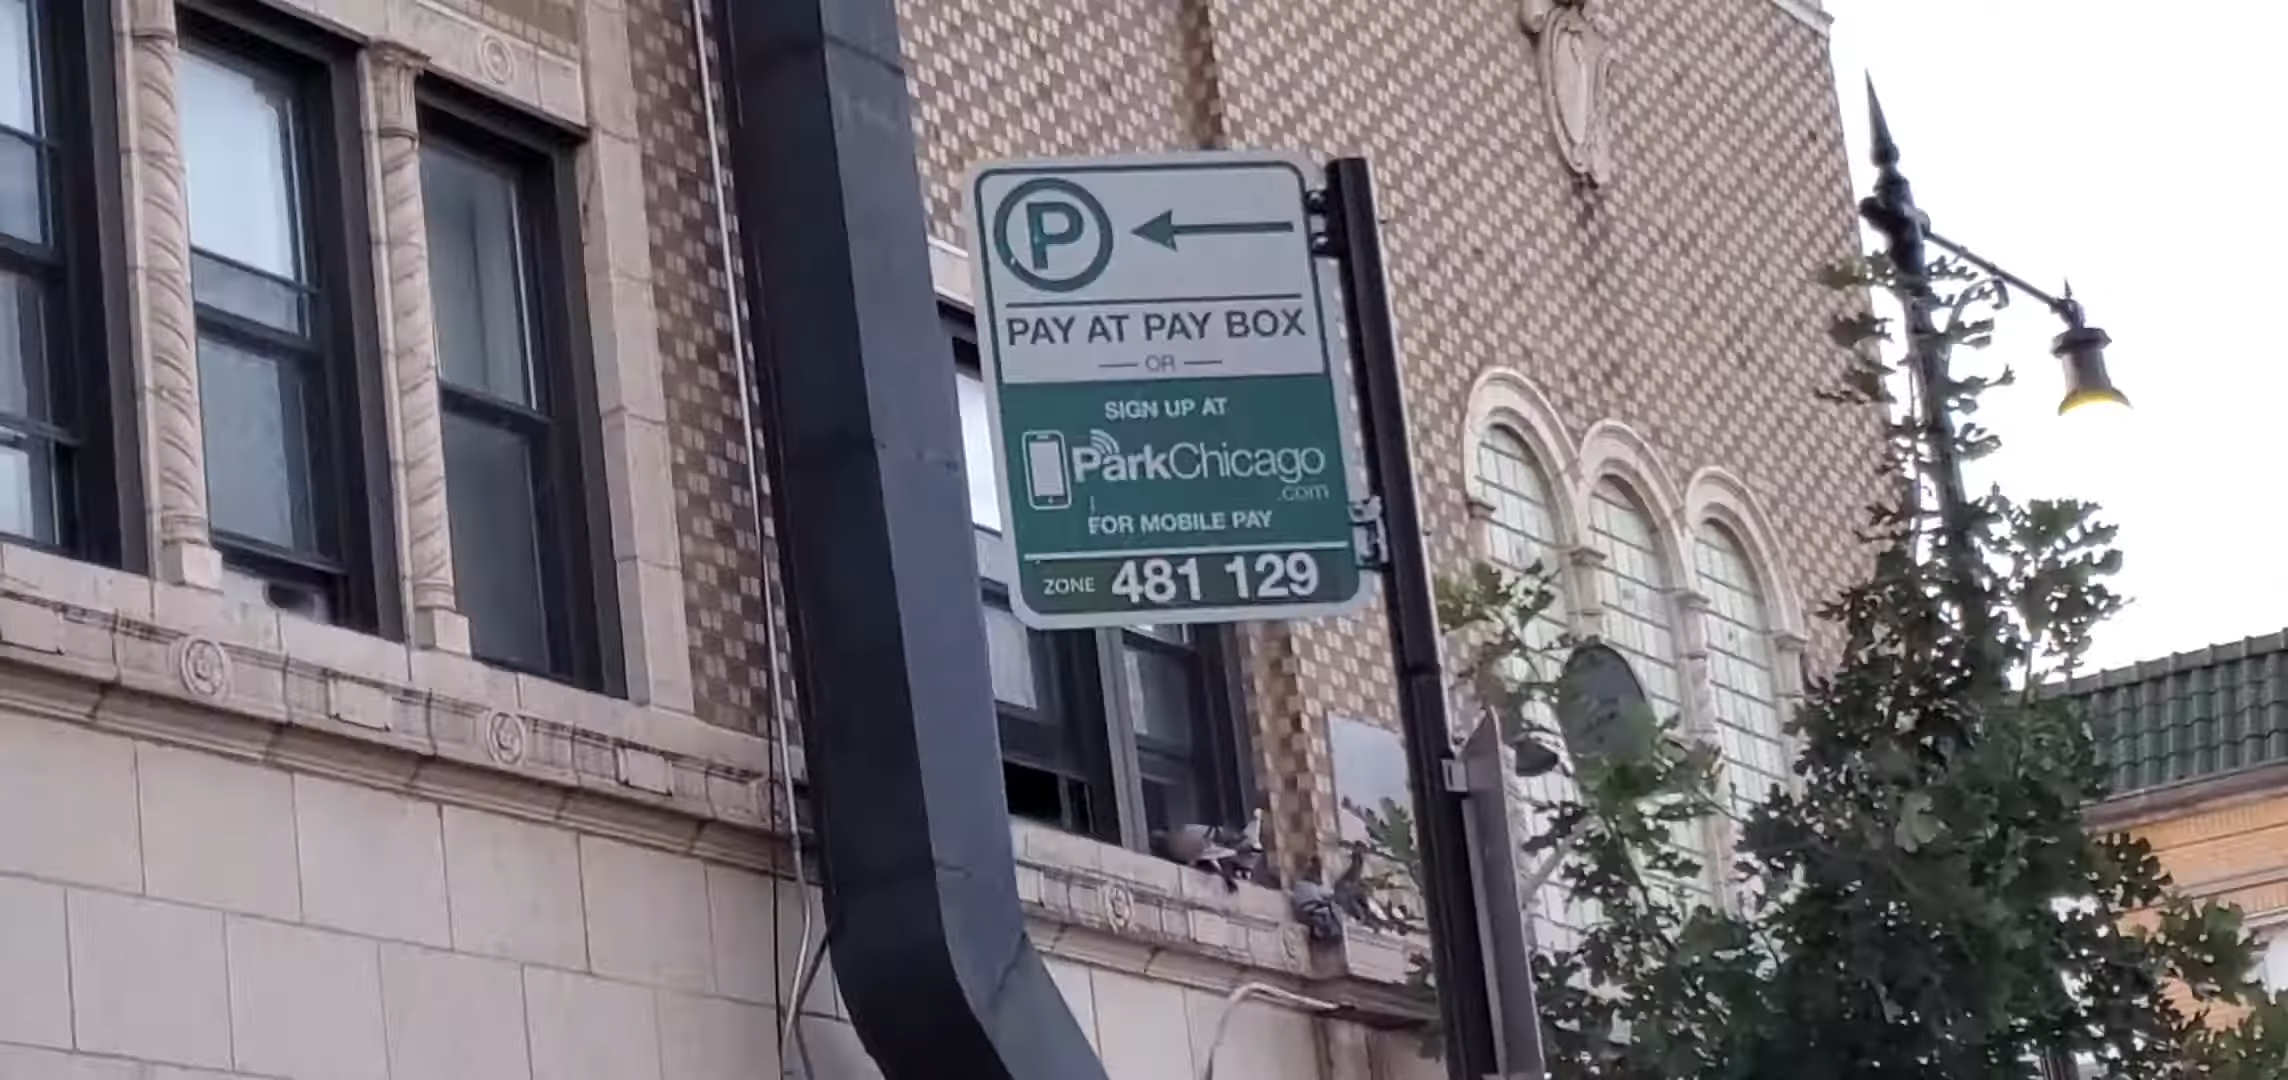 P
PAY AT PAY BOX
OR
SIGN UP AT
ParkChicago
.com
FOR MOBILE PAY
ZONE 481 129